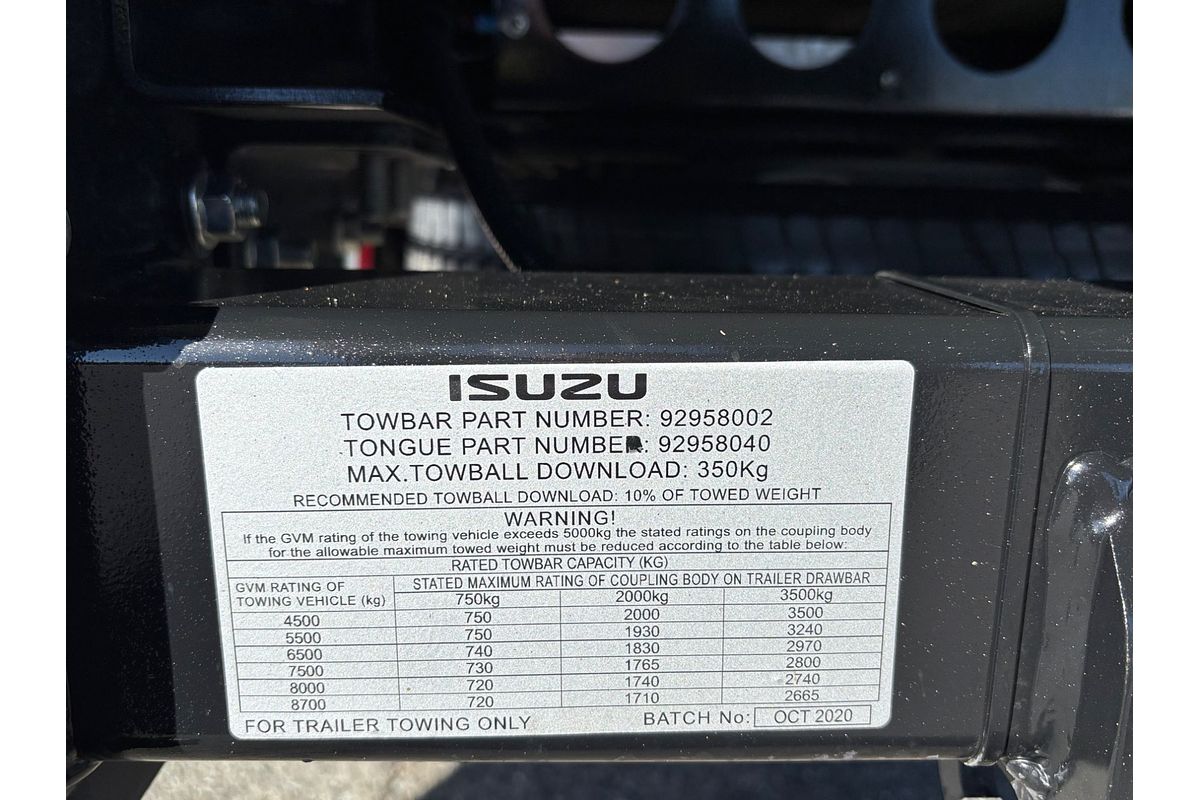 ISUZU
TOWBAR PART NUMBER: 92958002
TONGUE PART NUMBER: 92958040
MAX.TOWBALL DOWNLOAD: 350Kg
RECOMMENDED TOWBALL DOWNLOAD: 10% OF TOWED WEIGHT
WARNING!
If the GVM rating of the towing vehicle exceeds 5000kg the stated ratings on the coupling body
for the allowable maximum towed weight must be reduced according to the table below:
RATED TOWBAR CAPACITY (KG)
GVM RATING OF TOWING VEHICLE (kg) STATED MAXIMUM RATING OF COUPLING BODY ON TRAILER DRAWBAR
750kg 2000kg 3500kg
4500 750 2000 3500
5500 750 1930 3240
6500 740 1830 2970
7500 730 1765 2800
8000 720 1740 2740
8700 720 1710 2665
FOR TRAILER TOWING ONLY BATCH No: OCT 2020